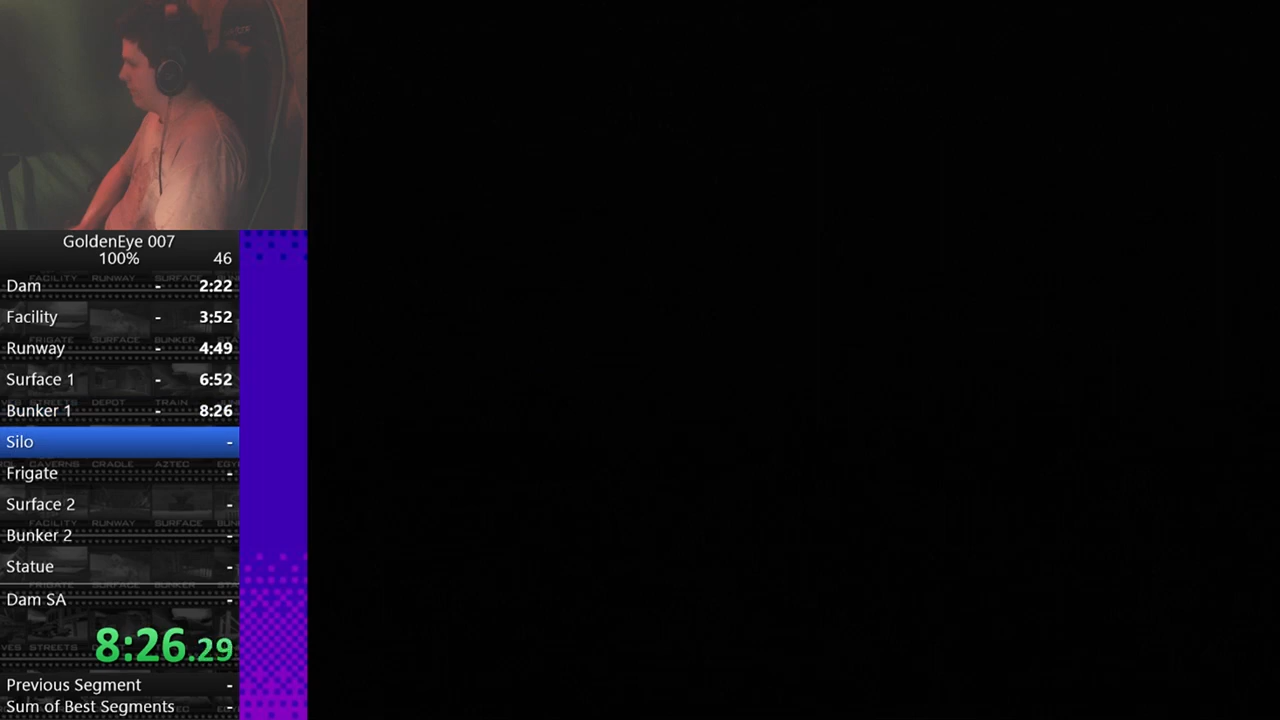 GoldenEye 007
100% 46
Dam - 2:22
Facility - 3:52
Runway - 4:49
Surface 1 - 6:52
Bunker 1 - 8:26
Silo -
Frigate -
Surface 2 -
Bunker 2 -
Statue -
Dam SA -
8:26.29
Previous Segment -
Sum of Best Segments -